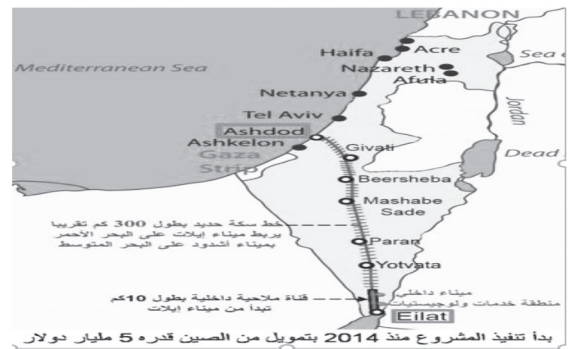 LEBANON
Acre
Haifa
Sea
Mediterranean Sea
Nazareth
Afula
Netanya
Jordan
Tel Aviv
Ashdod
Ashkelon
Givati
Gaza
Strip
Dead
Beersheba
Mashabe
Sade
خط سكة حديد بطول 300 كم تقريبا
يربط ميناء إيلات على البحر الأحمر
بميناء أشدود على البحر المتوسط
Paran
Yotvata
ميناء داخلي
منطقة خدمات ولوجيستيات
قناة ملاحية داخلية بطول 10كم
تبدأ من ميناء إيلات
Eilat
بدأ تنفيذ المشروع منذ 2014 بتمويل من الصين قدره 5 مليار دولار